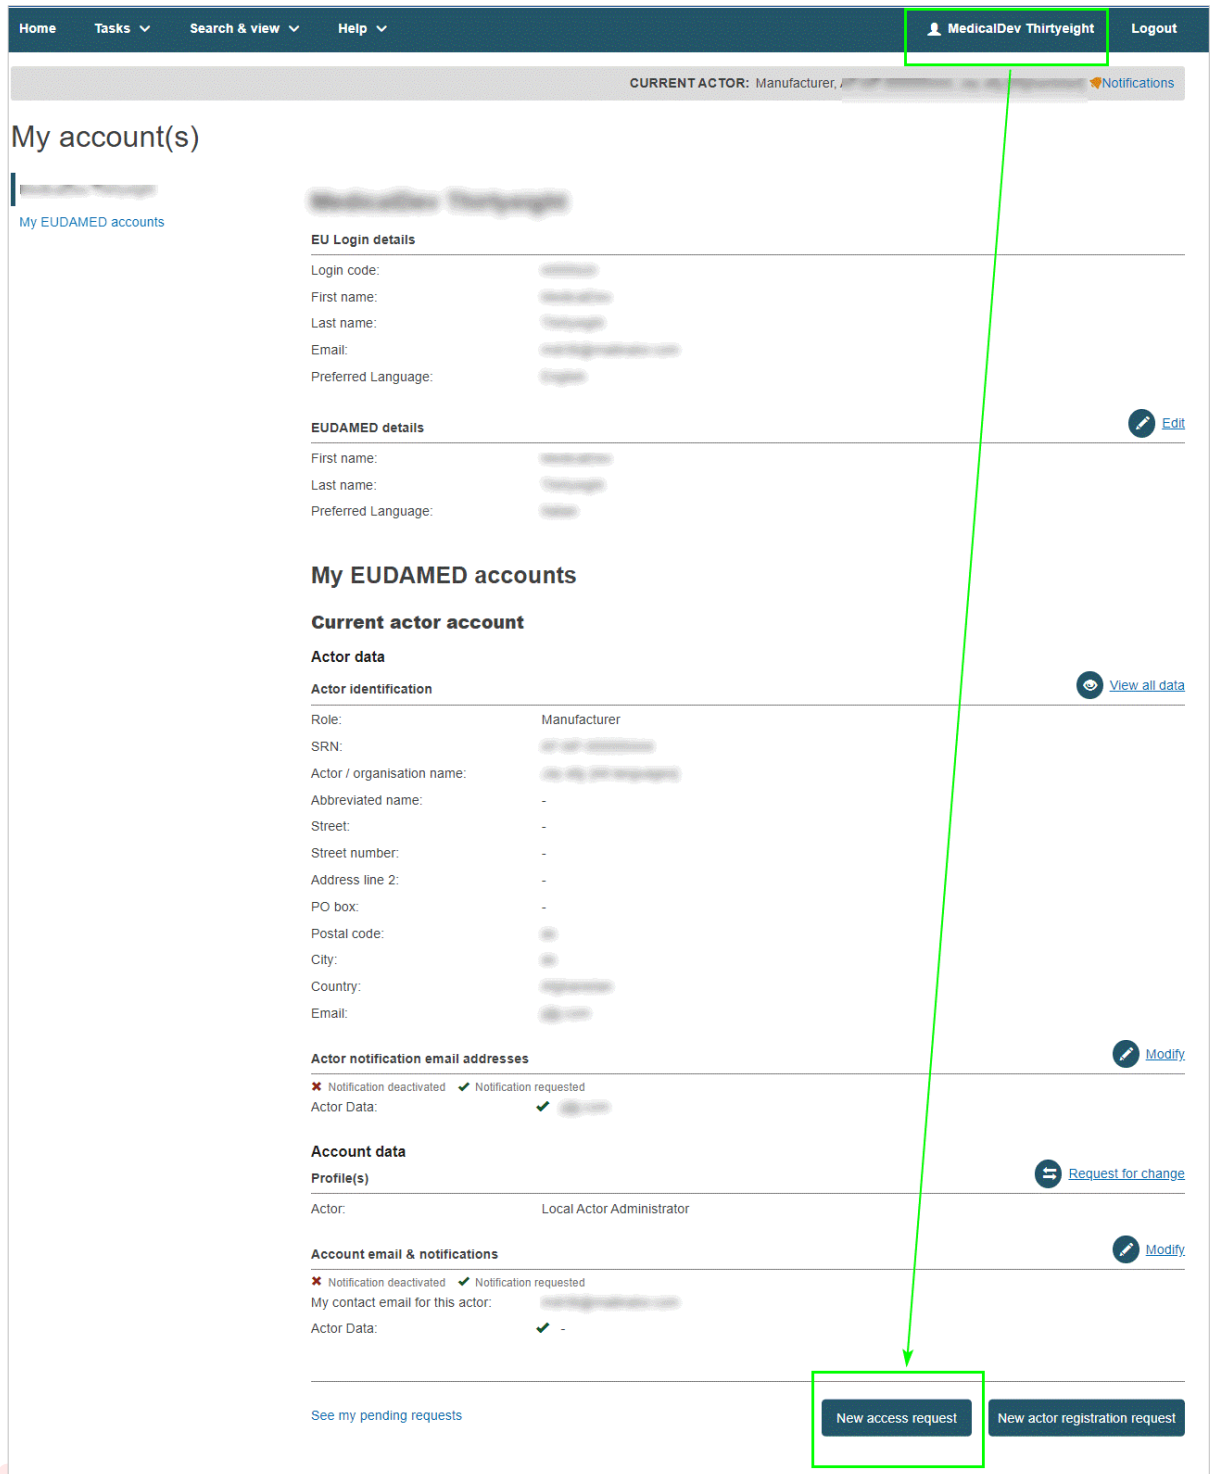 Home Tasks Search & view Help MedicalDev Thirtyeight Logout
CURRENT ACTOR: Manufacturer, Notifications
My account(s)
My EUDAMED accounts
MedicalDev Thirtyeight
EU Login details
Login code:
First name:
Last name:
Email:
Preferred Language:
EUDAMED details Edit
First name:
Last name:
Preferred Language:
My EUDAMED accounts
Current actor account
Actor data
Actor identification View all data
Role: Manufacturer
SRN:
Actor / organisation name:
Abbreviated name: -
Street: -
Street number: -
Address line 2: -
PO box: -
Postal code:
City:
Country:
Email:
Actor notification email addresses Modify
✖ Notification deactivated ✔ Notification requested
Actor Data: ✔
Account data
Profile(s) Request for change
Actor: Local Actor Administrator
Account email & notifications Modify
✖ Notification deactivated ✔ Notification requested
My contact email for this actor:
Actor Data: ✔ -
See my pending requests New access request New actor registration request